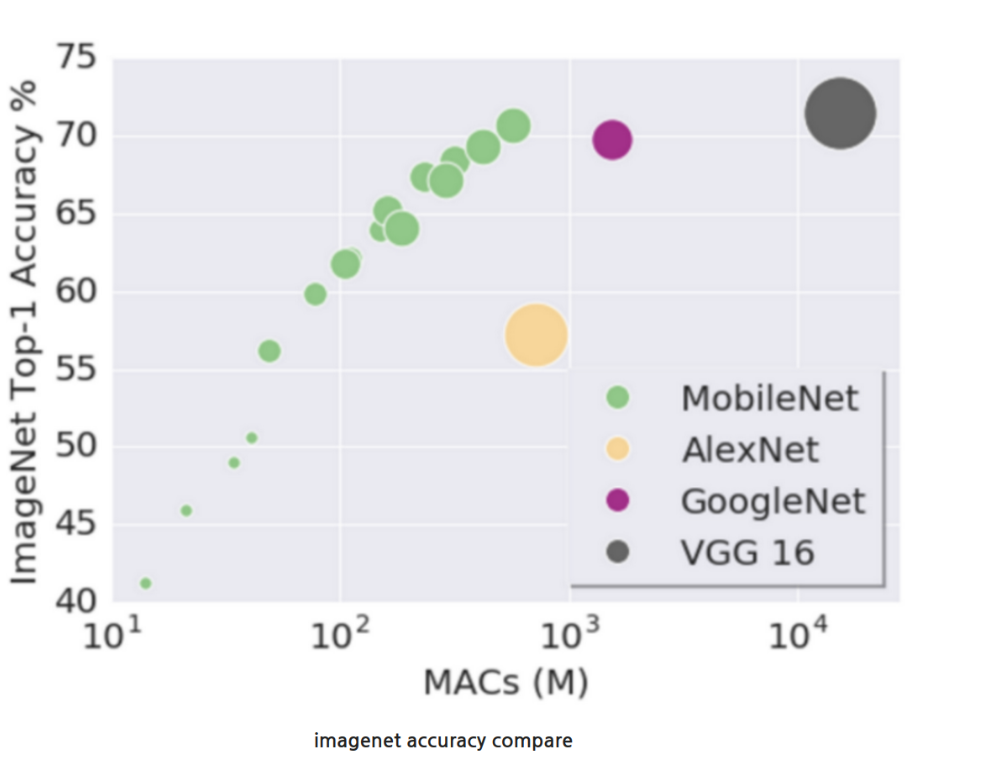 ImageNet Top-1 Accuracy %
75
70
65
60
55
50
45
40
10¹ 10² 10³ 10⁴
MACs (M)
MobileNet
AlexNet
GoogleNet
VGG 16
imagenet accuracy compare